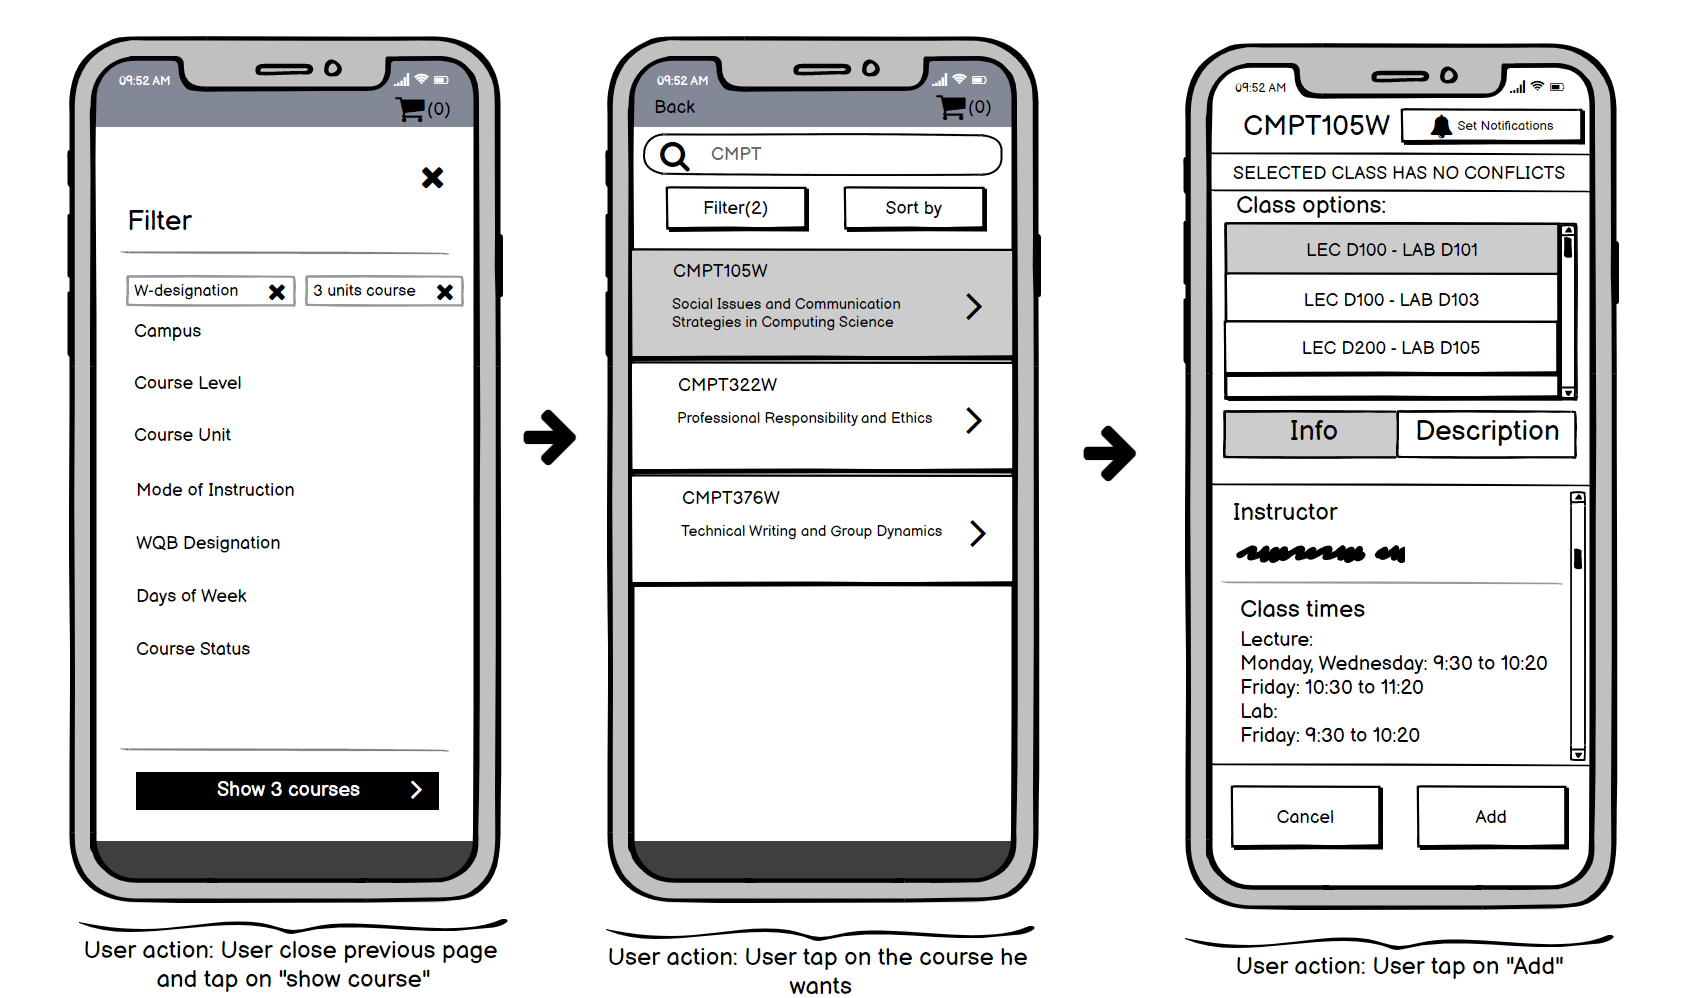 09:52 AM
(0)
Filter
W-designation
3 units course
Campus
Course Level
Course Unit
Mode of Instruction
WQB Designation
Days of Week
Course Status
Show 3 courses
User action: User close previous page
and tap on "show course"
09:52 AM
Back
(0)
CMPT
Filter(2)
Sort by
CMPT105W
Social Issues and Communication
Strategies in Computing Science
CMPT322W
Professional Responsibility and Ethics
CMPT376W
Technical Writing and Group Dynamics
User action: User tap on the course he
wants
09:52 AM
CMPT105W
Set Notifications
SELECTED CLASS HAS NO CONFLICTS
Class options:
LEC D100 - LAB D101
LEC D100 - LAB D103
LEC D200 - LAB D105
Info
Description
Instructor
Class times
Lecture:
Monday, Wednesday: 9:30 to 10:20
Friday: 10:30 to 11:20
Lab:
Friday: 9:30 to 10:20
Cancel
Add
User action: User tap on "Add"